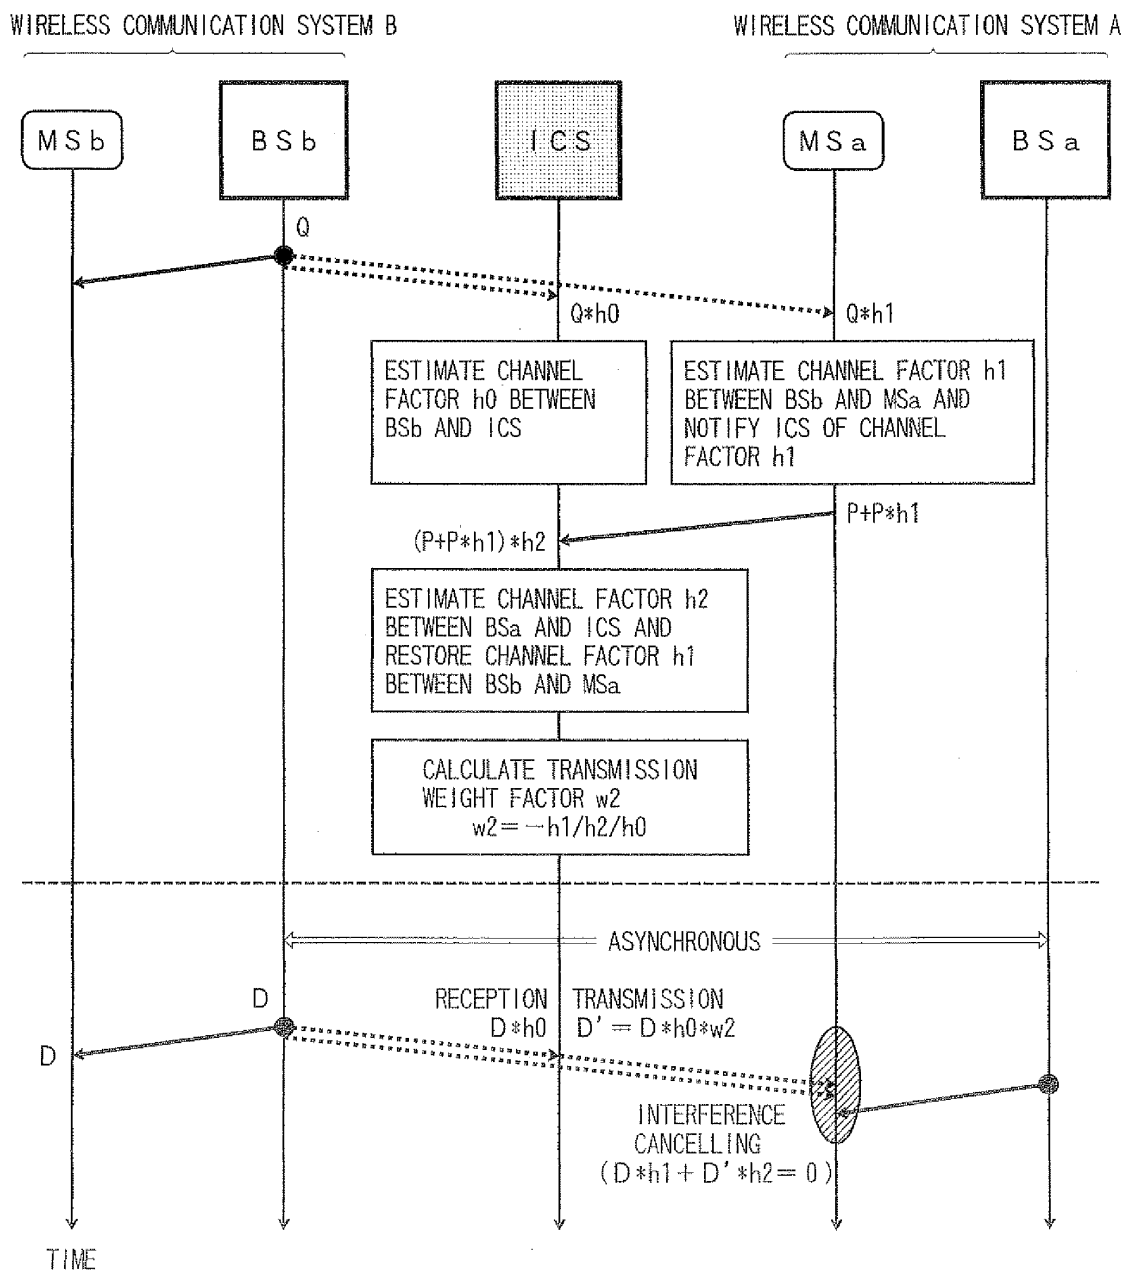 WIRELESS COMMUNICATION SYSTEM B
WIRELESS COMMUNICATION SYSTEM A
MSb
BSb
ICS
MSa
BSa
Q
Q*h0
Q*h1
ESTIMATE CHANNEL
FACTOR h0 BETWEEN
BSb AND ICS
ESTIMATE CHANNEL FACTOR h1
BETWEEN BSb AND MSa AND
NOTIFY ICS OF CHANNEL
FACTOR h1
P+P*h1
(P+P*h1)*h2
ESTIMATE CHANNEL FACTOR h2
BETWEEN BSa AND ICS AND
RESTORE CHANNEL FACTOR h1
BETWEEN BSb AND MSa
CALCULATE TRANSMISSION
WEIGHT FACTOR w2
w2=-h1/h2/h0
ASYNCHRONOUS
D
RECEPTION
D*h0
TRANSMISSION
D'=D*h0*w2
D
INTERFERENCE
CANCELLING
(D*h1+D'*h2=0)
TIME